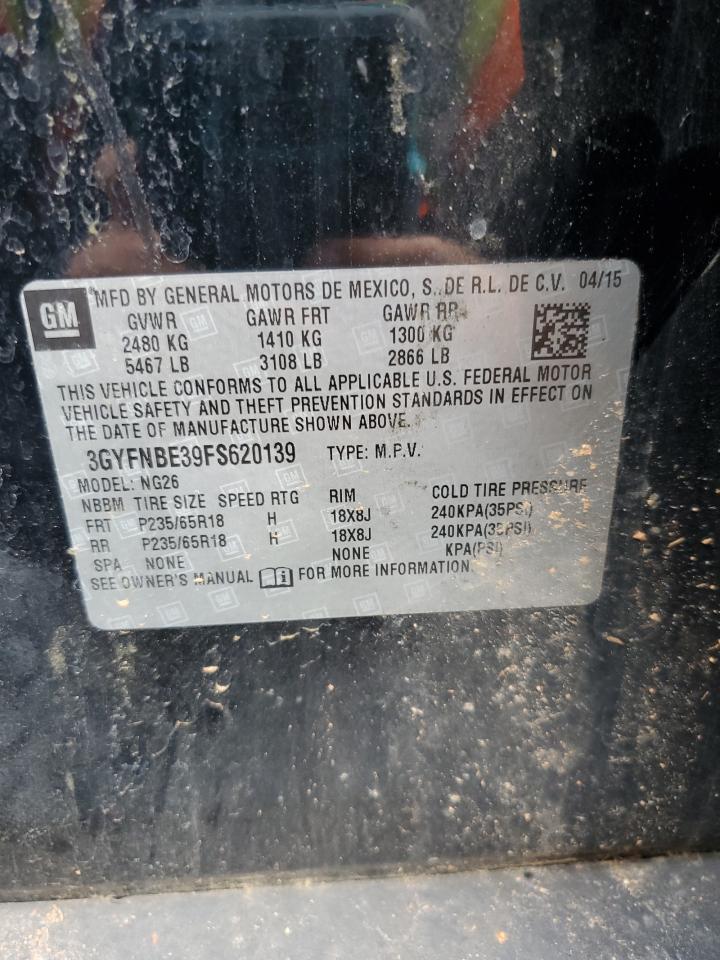 GM
MFD BY GENERAL MOTORS DE MEXICO, S. DE R.L. DE C.V. 04/15
GVWR GAWR FRT GAWR RR
2480 KG 1410 KG 1300 KG
5467 LB 3108 LB 2866 LB
THIS VEHICLE CONFORMS TO ALL APPLICABLE U.S. FEDERAL MOTOR
VEHICLE SAFETY AND THEFT PREVENTION STANDARDS IN EFFECT ON
THE DATE OF MANUFACTURE SHOWN ABOVE.
3GYFNBE39FS620139 TYPE: M.P.V.
MODEL: NG26
NBBM TIRE SIZE SPEED RTG RIM COLD TIRE PRESSURE
FRT P235/65R18 H 18X8J 240KPA(35PSI)
RR P235/65R18 H 18X8J 240KPA(35PSI)
SPA NONE NONE KPA(PSI)
SEE OWNER'S MANUAL FOR MORE INFORMATION.